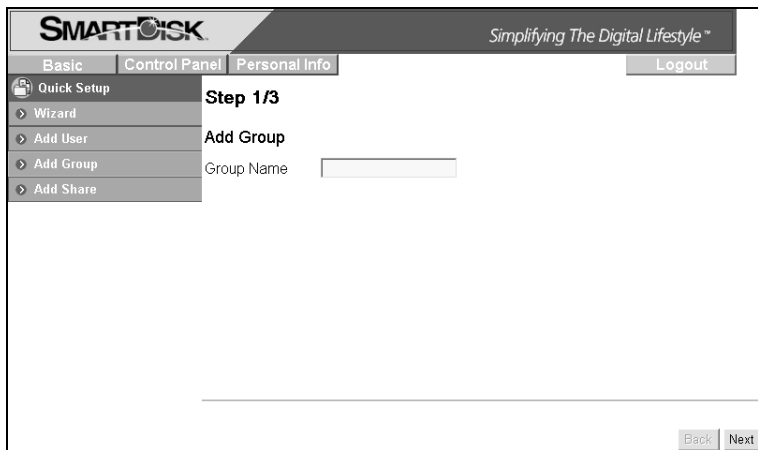 SMARTDISK. Simplifying The Digital Lifestyle™
Basic Control Panel Personal Info Logout
Quick Setup
Wizard
Add User
Add Group
Add Share
Step 1/3
Add Group
Group Name
Back Next